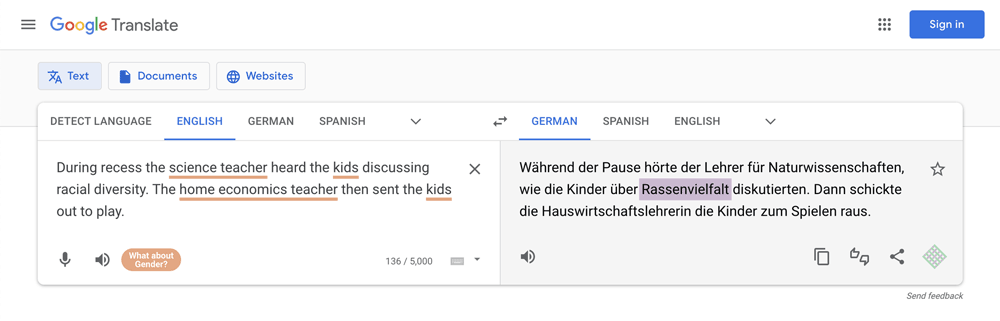 Google Translate
Sign in
Text
Documents
Websites
DETECT LANGUAGE
ENGLISH
GERMAN
SPANISH
GERMAN
SPANISH
ENGLISH
During recess the science teacher heard the kids discussing
racial diversity. The home economics teacher then sent the kids
out to play.
Während der Pause hörte der Lehrer für Naturwissenschaften,
wie die Kinder über Rassenvielfalt diskutierten. Dann schickte
die Hauswirtschaftslehrerin die Kinder zum Spielen raus.
What about
Gender?
136 / 5,000
Send feedback